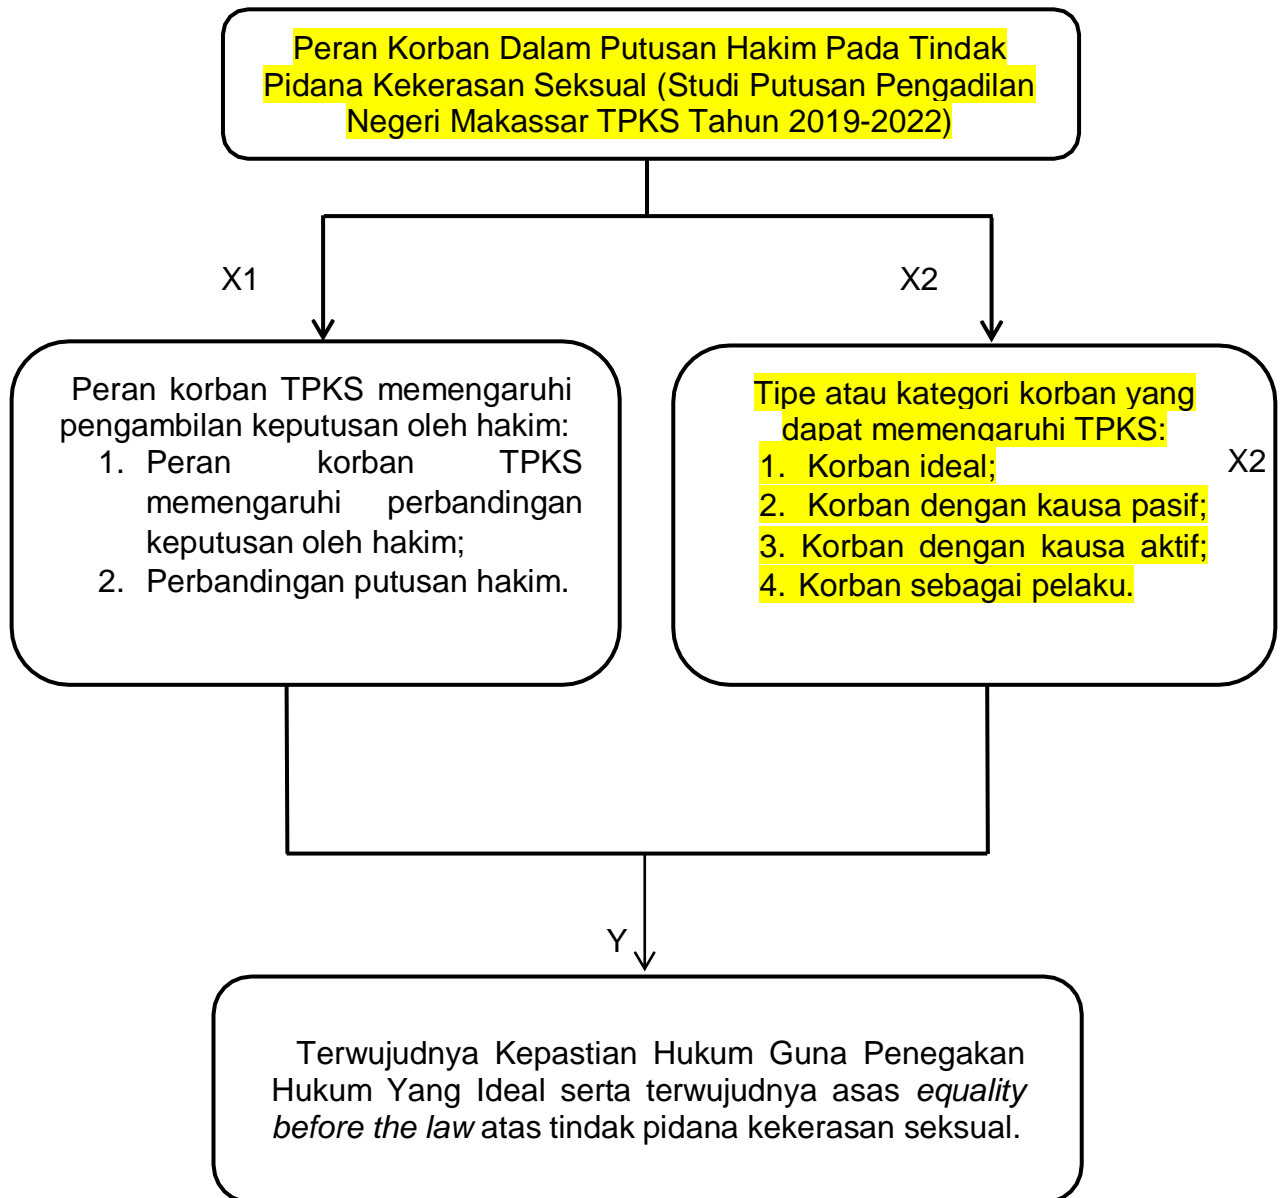 Peran Korban Dalam Putusan Hakim Pada Tindak
Pidana Kekerasan Seksual (Studi Putusan Pengadilan
Negeri Makassar TPKS Tahun 2019-2022)
X1
X2
Peran korban TPKS memengaruhi
pengambilan keputusan oleh hakim:
1. Peran korban TPKS
memengaruhi perbandingan
keputusan oleh hakim;
2. Perbandingan putusan hakim.
Tipe atau kategori korban yang
dapat memengaruhi TPKS:
1. Korban ideal;
2. Korban dengan kausa pasif;
3. Korban dengan kausa aktif;
4. Korban sebagai pelaku.
X2
Y
Terwujudnya Kepastian Hukum Guna Penegakan
Hukum Yang Ideal serta terwujudnya asas equality
before the law atas tindak pidana kekerasan seksual.